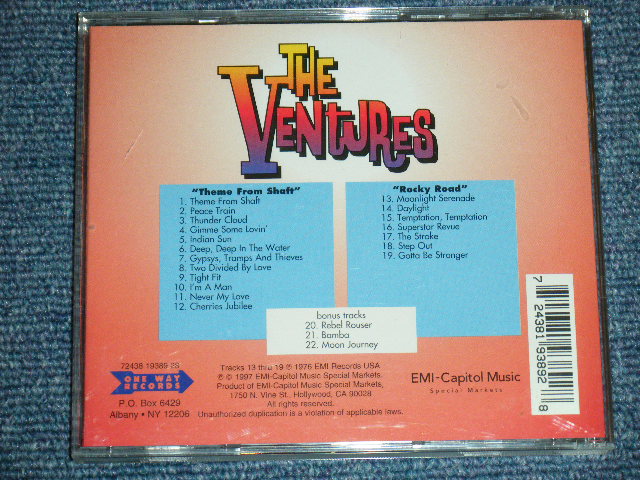 THE
VENTURES
"Theme From Shaft"
1. Theme From Shaft
2. Peace Train
3. Thunder Cloud
4. Gimme Some Lovin'
5. Indian Sun
6. Deep, Deep In The Water
7. Gypsys, Tramps And Thieves
8. Two Divided By Love
9. Tight Fit
10. I'm A Man
11. Never My Love
12. Cherries Jubilee
"Rocky Road"
13. Moonlight Serenade
14. Daylight
15. Temptation, Temptation
16. Superstar Revue
17. The Stroke
18. Step Out
19. Gotta Be Stronger
bonus tracks
20. Rebel Rouser
21. Bamba
22. Moon Journey
72438 19389 2S
ONE WAY
RECORDS
P.O. Box 6429
Albany • NY 12206
Tracks 13 thru 19 ℗ 1976 EMI Records USA
℗ © 1997 EMI-Capitol Music Special Markets.
Product of EMI-Capitol Music Special Markets,
1750 N. Vine St., Hollywood, CA 90028
All rights reserved.
Unauthorized duplication is a violation of applicable laws.
EMI-Capitol Music
Special Markets
7 24381 93892 8